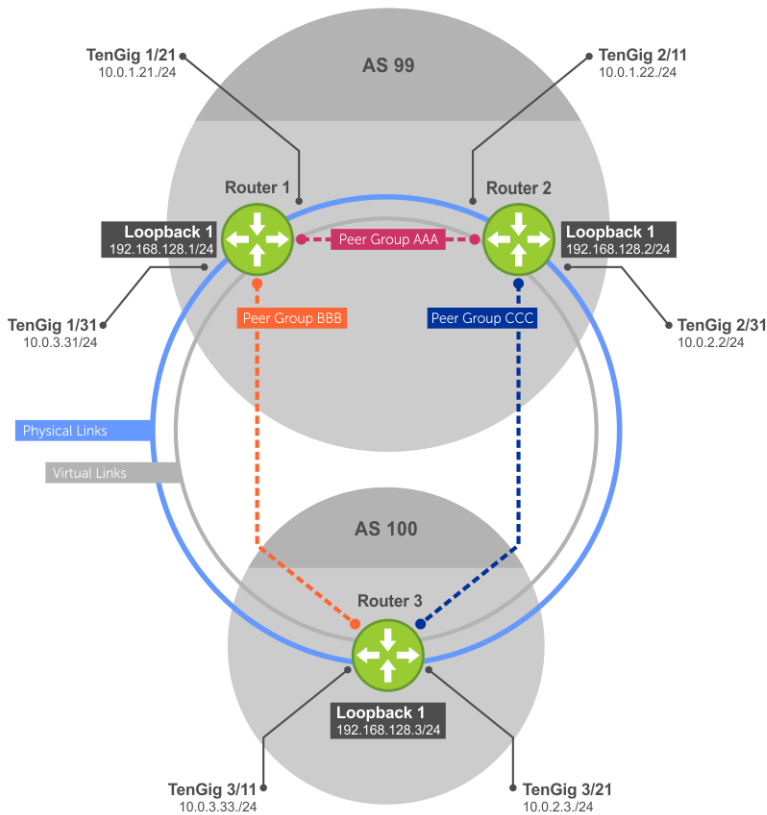 AS 99
TenGig 1/21
10.0.1.21./24
TenGig 2/11
10.0.1.22./24
Router 1
Router 2
Loopback 1
192.168.128.1/24
Peer Group AAA
Loopback 1
192.168.128.2/24
TenGig 1/31
10.0.3.31/24
Peer Group BBB
Peer Group CCC
TenGig 2/31
10.0.2.2/24
Physical Links
Virtual Links
AS 100
Router 3
Loopback 1
192.168.128.3/24
TenGig 3/11
10.0.3.33./24
TenGig 3/21
10.0.2.3./24